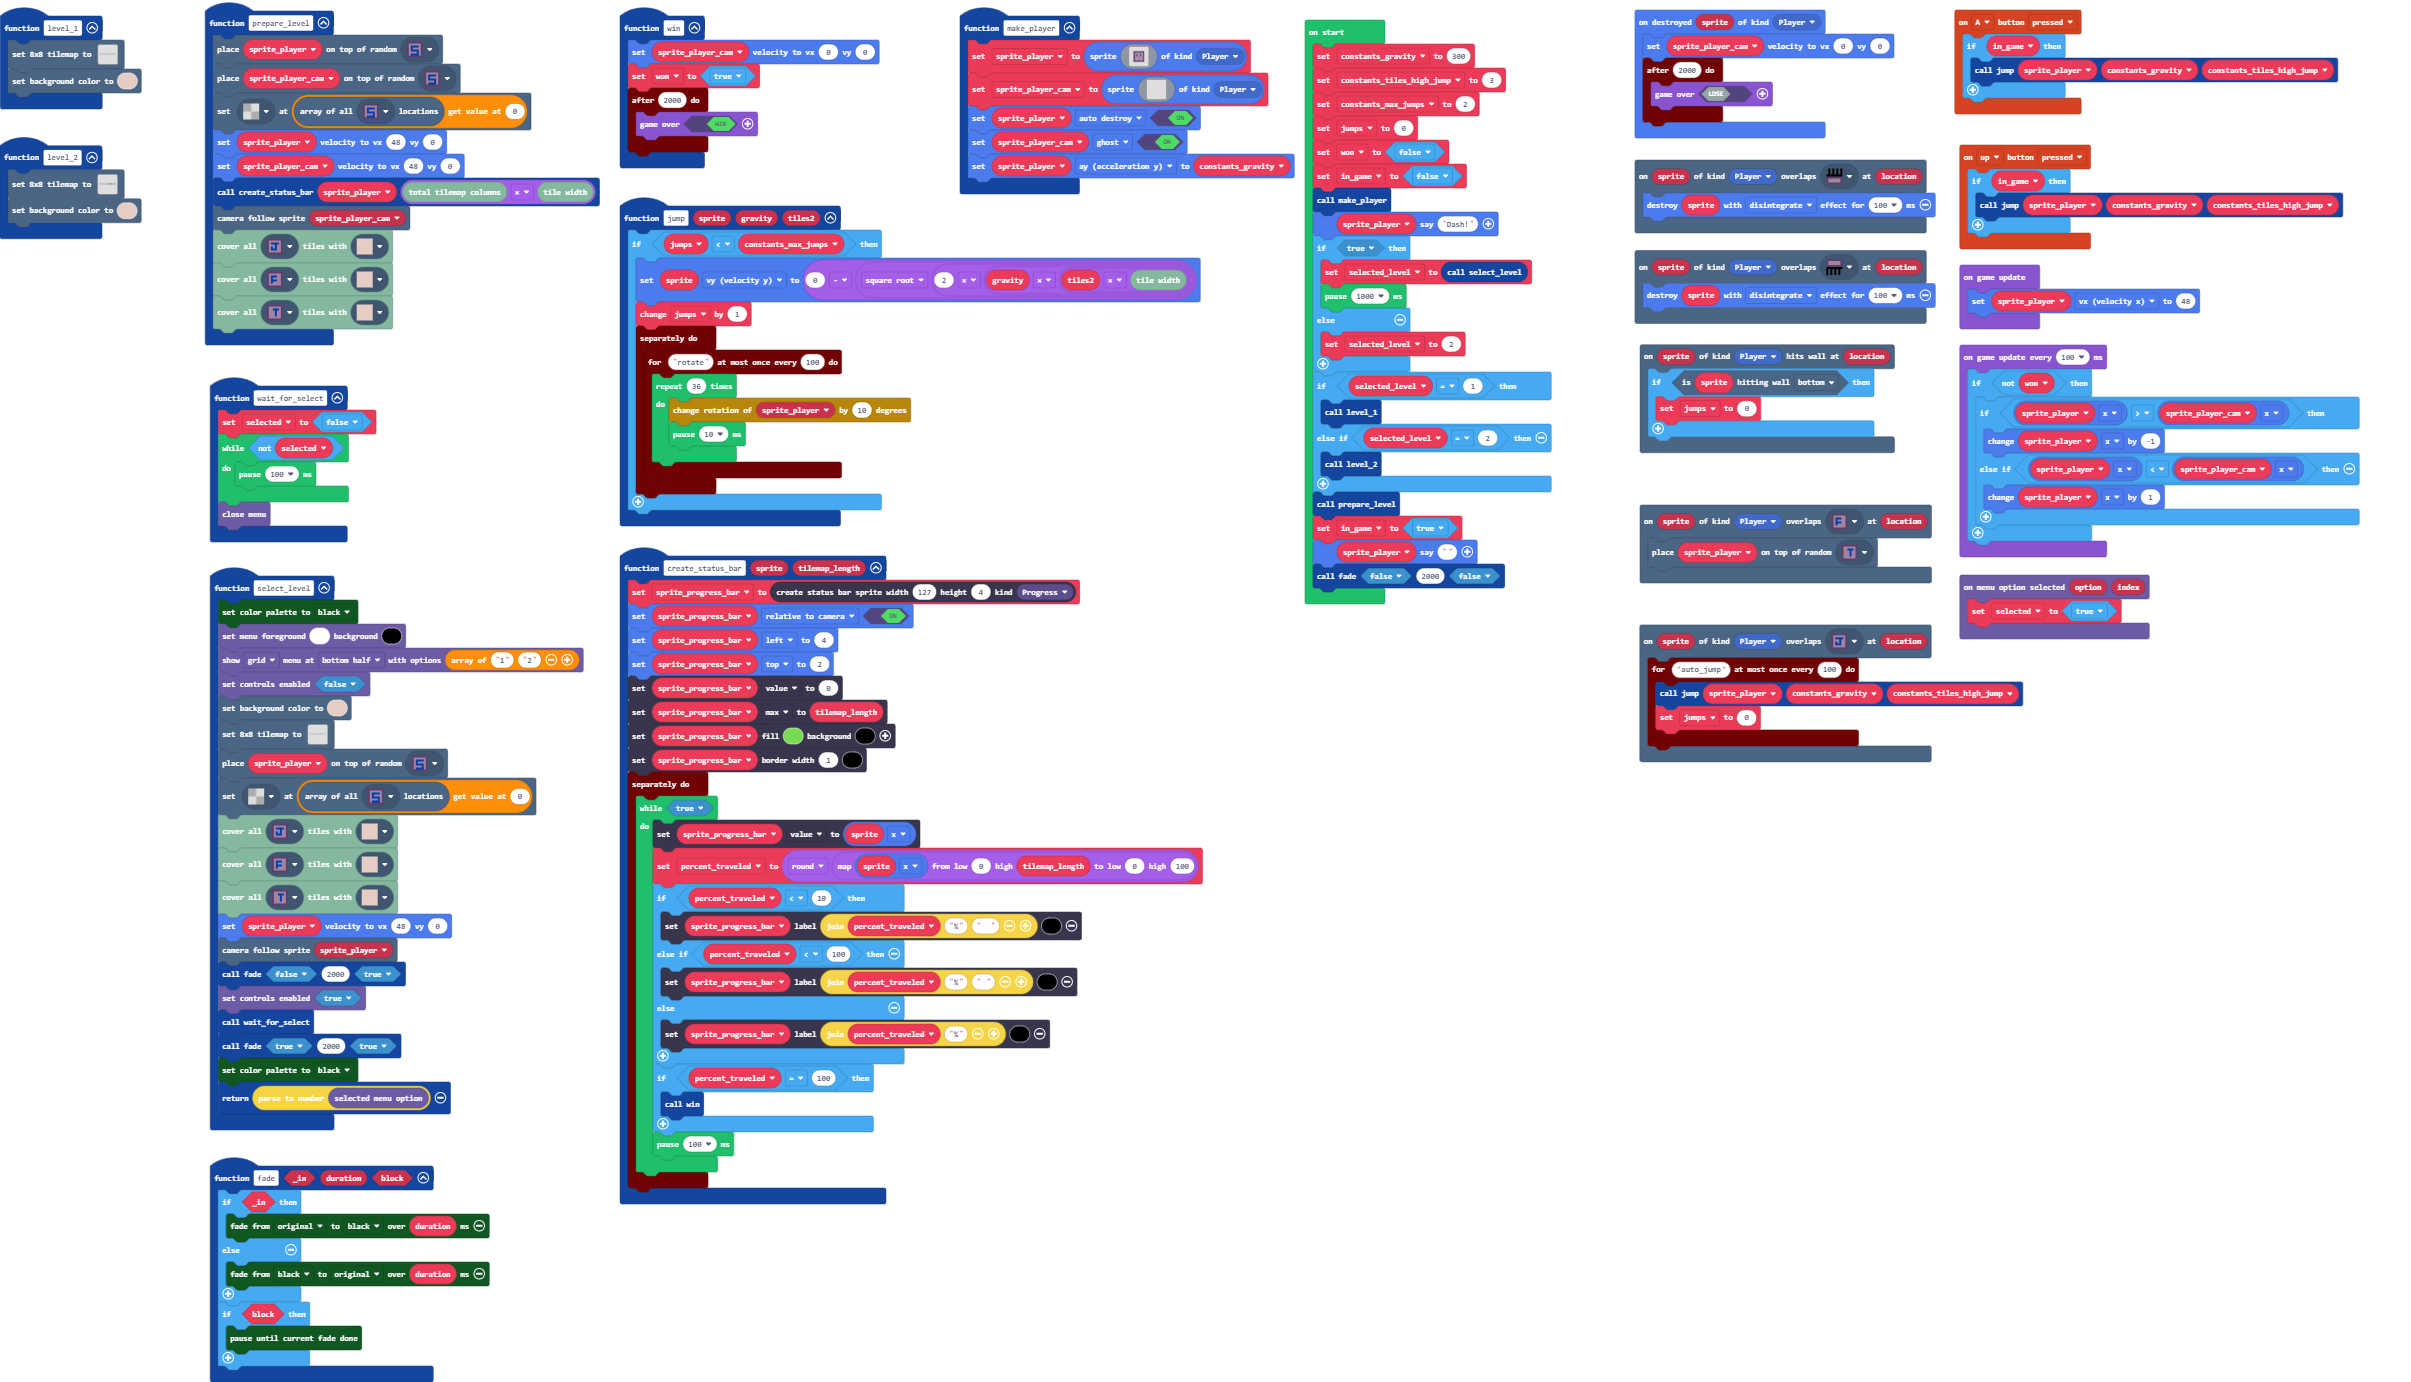 function level_1
set 8x8 tilemap to
set background color to
function level_2
set 8x8 tilemap to
set background color to
function prepare_level
place sprite_player on top of random
place sprite_player_cam on top of random
set at array of all locations get value at 0
set sprite_player velocity to vx 48 vy 0
set sprite_player_cam velocity to vx 48 vy 0
call create_status_bar sprite_player total tilemap columns × tile width
camera follow sprite sprite_player_cam
cover all J tiles with
cover all F tiles with
cover all T tiles with
function wait_for_select
set selected to false
while not selected
do pause 100 ms
close menu
function select_level
set color palette to black
set menu foreground background
show grid menu at bottom half with options array of "1" "2"
set controls enabled false
set background color to
set 8x8 tilemap to
place sprite_player on top of random
set at array of all locations get value at 0
cover all J tiles with
cover all F tiles with
cover all T tiles with
set sprite_player velocity to vx 48 vy 0
camera follow sprite sprite_player
call fade false 2000 true
set controls enabled true
call wait_for_select
call fade true 2000 true
set color palette to black
return parse to number selected menu option
function fade _in duration block
if _in then
fade from original to black over duration ms
else
fade from black to original over duration ms
if block then
pause until current fade done
function win
set sprite_player_cam velocity to vx 0 vy 0
set won to true
after 2000 do
game over WIN
function jump sprite gravity tiles2
if jumps < constants_max_jumps then
set sprite vy (velocity y) to 0 - square root 2 × gravity × tiles2 × tile width
change jumps by 1
separately do
for "rotate" at most once every 100 do
repeat 36 times
do change rotation of sprite_player by 10 degrees
pause 10 ms
function create_status_bar sprite tilemap_length
set sprite_progress_bar to create status bar sprite width 127 height 4 kind Progress
set sprite_progress_bar relative to camera ON
set sprite_progress_bar left to 4
set sprite_progress_bar top to 2
set sprite_progress_bar value to 0
set sprite_progress_bar max to tilemap_length
set sprite_progress_bar fill background
set sprite_progress_bar border width 1
separately do
while true
do set sprite_progress_bar value to sprite x
set percent_traveled to round map sprite x from low 0 high tilemap_length to low 0 high 100
if percent_traveled < 10 then
set sprite_progress_bar label join percent_traveled "%" " "
else if percent_traveled < 100 then
set sprite_progress_bar label join percent_traveled "%" " "
else
set sprite_progress_bar label join percent_traveled "%"
if percent_traveled = 100 then
call win
pause 100 ms
function make_player
set sprite_player to sprite of kind Player
set sprite_player_cam to sprite of kind Player
set sprite_player auto destroy ON
set sprite_player_cam ghost ON
set sprite_player ay (acceleration y) to constants_gravity
on start
set constants_gravity to 300
set constants_tiles_high_jump to 3
set constants_max_jumps to 2
set jumps to 0
set won to false
set in_game to false
call make_player
sprite_player say "Dash!"
if true then
set selected_level to call select_level
pause 1000 ms
else
set selected_level to 2
if selected_level = 1 then
call level_1
else if selected_level = 2 then
call level_2
call prepare_level
set in_game to true
sprite_player say " "
call fade false 2000 false
on destroyed sprite of kind Player
set sprite_player_cam velocity to vx 0 vy 0
after 2000 do
game over LOSE
on sprite of kind Player overlaps at location
destroy sprite with disintegrate effect for 100 ms
on sprite of kind Player overlaps at location
destroy sprite with disintegrate effect for 100 ms
on sprite of kind Player hits wall at location
if is sprite hitting wall bottom then
set jumps to 0
on sprite of kind Player overlaps F at location
place sprite_player on top of random T
on sprite of kind Player overlaps J at location
for "auto_jump" at most once every 100 do
call jump sprite_player constants_gravity constants_tiles_high_jump
set jumps to 0
on A button pressed
if in_game then
call jump sprite_player constants_gravity constants_tiles_high_jump
on up button pressed
if in_game then
call jump sprite_player constants_gravity constants_tiles_high_jump
on game update
set sprite_player vx (velocity x) to 48
on game update every 100 ms
if not won then
if sprite_player x > sprite_player_cam x then
change sprite_player x by -1
else if sprite_player x < sprite_player_cam x then
change sprite_player x by 1
on menu option selected option index
set selected to true